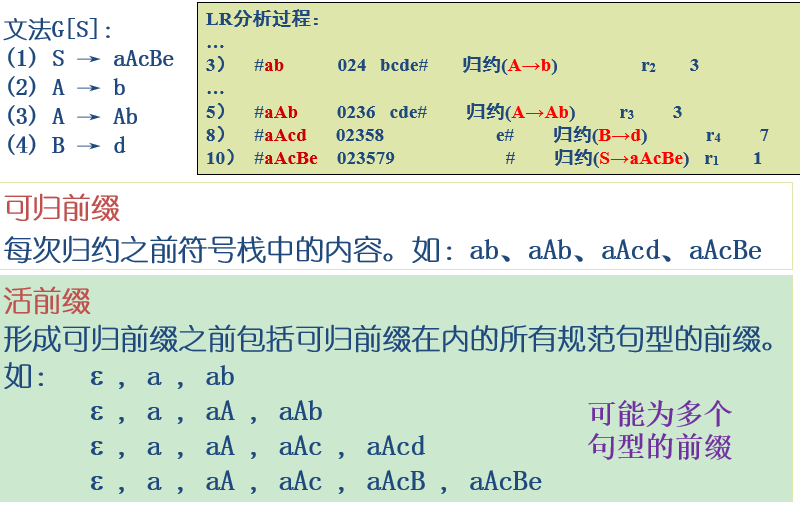 文法G[S]:
(1) S → aAcBe
(2) A → b
(3) A → Ab
(4) B → d
LR分析过程:
…
3) #ab 024 bcde# 归约(A→b) r₂ 3
…
5) #aAb 0236 cde# 归约(A→Ab) r₃ 3
8) #aAcd 02358 e# 归约(B→d) r₄ 7
10) #aAcBe 023579 # 归约(S→aAcBe) r₁ 1
可归前缀
每次归约之前符号栈中的内容。如: ab、aAb、aAcd、aAcBe
活前缀
形成可归前缀之前包括可归前缀在内的所有规范句型的前缀。
如: ε , a , ab
ε , a , aA , aAb
ε , a , aA , aAc , aAcd
ε , a , aA , aAc , aAcB , aAcBe
可能为多个
句型的前缀